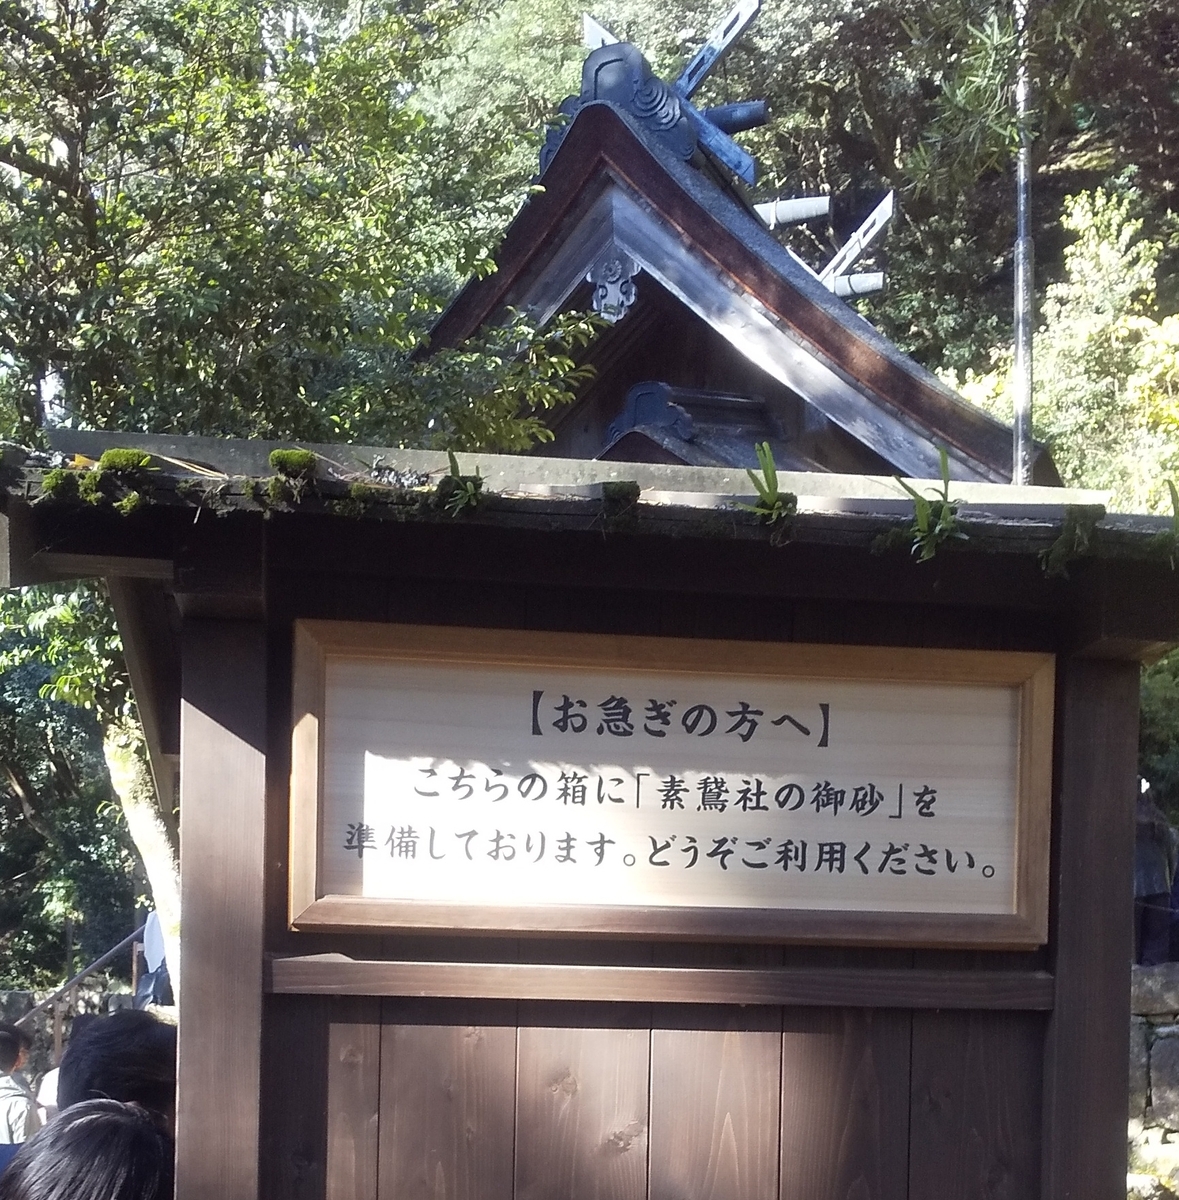 【お急ぎの方へ】
こちらの箱に「素鵞社の御砂」を
準備しております。どうぞご利用ください。